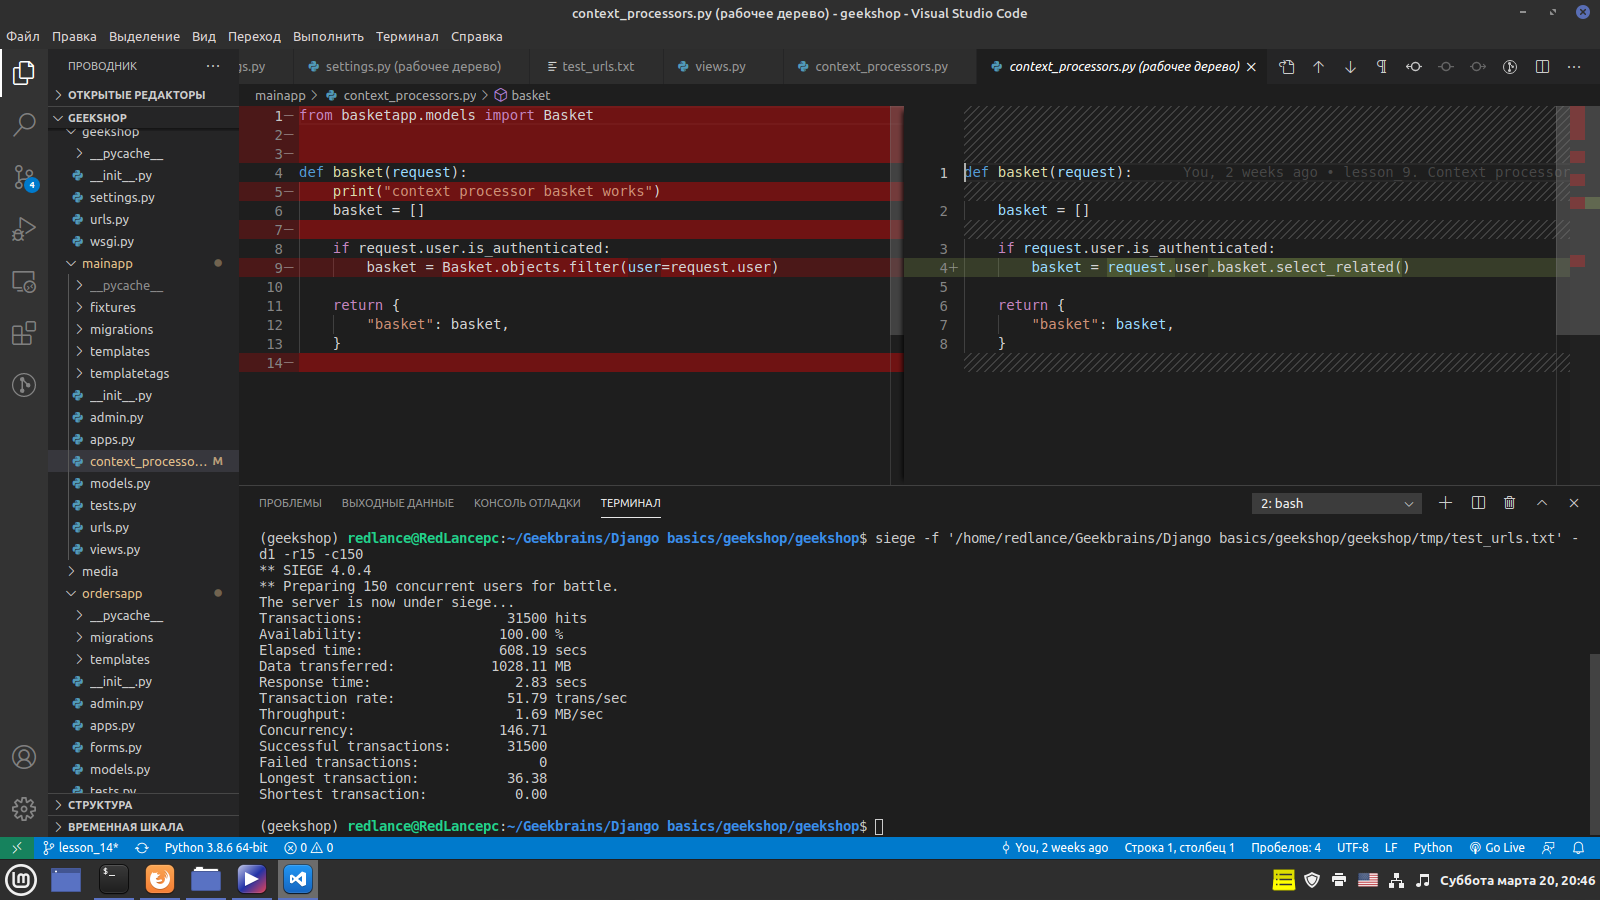 context_processors.py (рабочее дерево) - geekshop - Visual Studio Code
Файл Правка Выделение Вид Переход Выполнить Терминал Справка
ПРОВОДНИК
ОТКРЫТЫЕ РЕДАКТОРЫ
GEEKSHOP
geekshop
__pycache__
__init__.py
settings.py
urls.py
wsgi.py
mainapp
__pycache__
fixtures
migrations
templates
templatetags
__init__.py
admin.py
apps.py
context_processo... M
models.py
tests.py
urls.py
views.py
media
ordersapp
__pycache__
migrations
templates
__init__.py
admin.py
apps.py
forms.py
models.py
tests.py
СТРУКТУРА
ВРЕМЕННАЯ ШКАЛА
4
gs.py settings.py (рабочее дерево) test_urls.txt views.py context_processors.py context_processors.py (рабочее дерево)
mainapp > context_processors.py > basket
1— from basketapp.models import Basket
2—
3—
4 def basket(request):
5— print("context processor basket works")
6 basket = []
7—
8 if request.user.is_authenticated:
9— basket = Basket.objects.filter(user=request.user)
10
11 return {
12 "basket": basket,
13 }
14—
1 def basket(request): You, 2 weeks ago • lesson_9. Context processor
2 basket = []
3 if request.user.is_authenticated:
4+ basket = request.user.basket.select_related()
5
6 return {
7 "basket": basket,
8 }
ПРОБЛЕМЫ ВЫХОДНЫЕ ДАННЫЕ КОНСОЛЬ ОТЛАДКИ ТЕРМИНАЛ 2: bash
(geekshop) redlance@RedLancepc:~/Geekbrains/Django basics/geekshop/geekshop$ siege -f '/home/redlance/Geekbrains/Django basics/geekshop/geekshop/tmp/test_urls.txt' -
d1 -r15 -c150
** SIEGE 4.0.4
** Preparing 150 concurrent users for battle.
The server is now under siege...
Transactions: 31500 hits
Availability: 100.00 %
Elapsed time: 608.19 secs
Data transferred: 1028.11 MB
Response time: 2.83 secs
Transaction rate: 51.79 trans/sec
Throughput: 1.69 MB/sec
Concurrency: 146.71
Successful transactions: 31500
Failed transactions: 0
Longest transaction: 36.38
Shortest transaction: 0.00
(geekshop) redlance@RedLancepc:~/Geekbrains/Django basics/geekshop/geekshop$
lesson_14* Python 3.8.6 64-bit 0 0 You, 2 weeks ago Строка 1, столбец 1 Пробелов: 4 UTF-8 LF Python Go Live
Суббота марта 20, 20:46